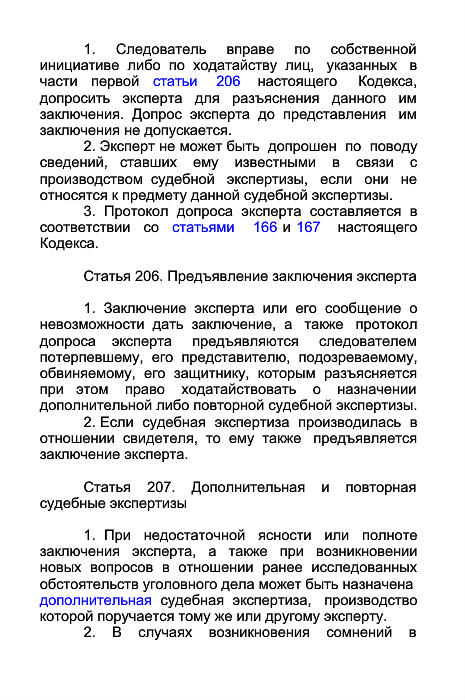 1. Следователь вправе по собственной
инициативе либо по ходатайству лиц, указанных в
части первой статьи 206 настоящего Кодекса,
допросить эксперта для разъяснения данного им
заключения. Допрос эксперта до представления им
заключения не допускается.
2. Эксперт не может быть допрошен по поводу
сведений, ставших ему известными в связи с
производством судебной экспертизы, если они не
относятся к предмету данной судебной экспертизы.
3. Протокол допроса эксперта составляется в
соответствии со статьями 166 и 167 настоящего
Кодекса.
Статья 206. Предъявление заключения эксперта
1. Заключение эксперта или его сообщение о
невозможности дать заключение, а также протокол
допроса эксперта предъявляются следователем
потерпевшему, его представителю, подозреваемому,
обвиняемому, его защитнику, которым разъясняется
при этом право ходатайствовать о назначении
дополнительной либо повторной судебной экспертизы.
2. Если судебная экспертиза производилась в
отношении свидетеля, то ему также предъявляется
заключение эксперта.
Статья 207. Дополнительная и повторная
судебные экспертизы
1. При недостаточной ясности или полноте
заключения эксперта, а также при возникновении
новых вопросов в отношении ранее исследованных
обстоятельств уголовного дела может быть назначена
дополнительная судебная экспертиза, производство
которой поручается тому же или другому эксперту.
2. В случаях возникновения сомнений в